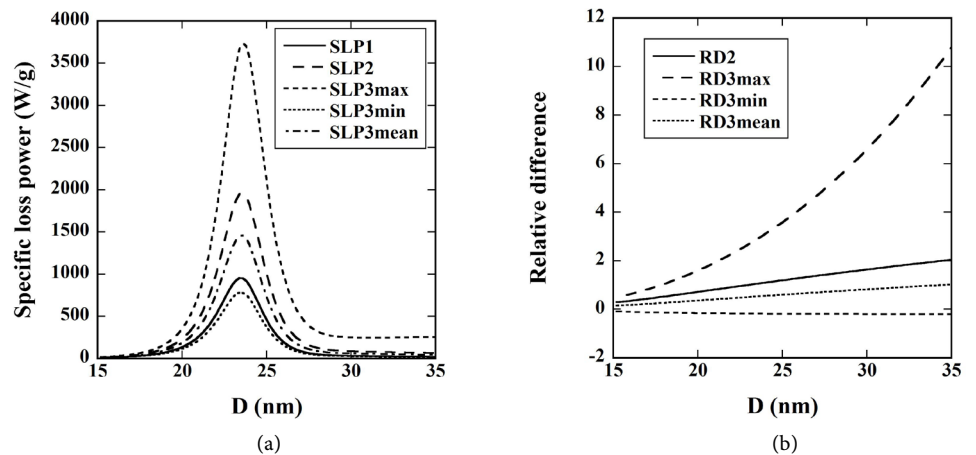 Specific loss power (W/g)
4000
3500
3000
2500
2000
1500
1000
500
0
15
20
25
30
35
D (nm)
SLP1
SLP2
SLP3max
SLP3min
SLP3mean
(a)
Relative difference
12
10
8
6
4
2
0
-2
15
20
25
30
35
D (nm)
RD2
RD3max
RD3min
RD3mean
(b)